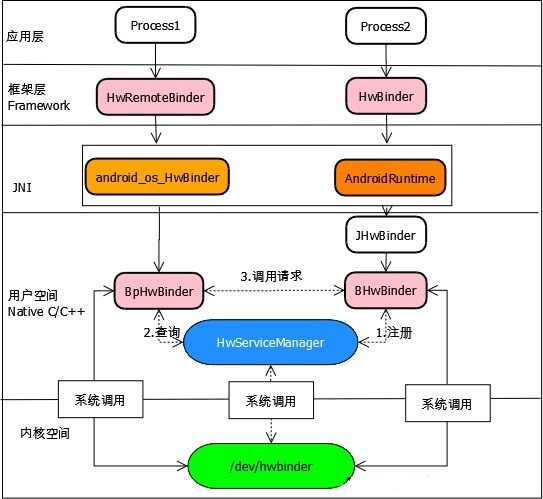 应用层
Process1
Process2
框架层
Framework
HwRemoteBinder
HwBinder
JNI
android_os_HwBinder
AndroidRuntime
JHwBinder
用户空间
Native C/C++
BpHwBinder
3.调用请求
BHwBinder
2.查询
HwServiceManager
1.注册
系统调用
系统调用
系统调用
内核空间
/dev/hwbinder